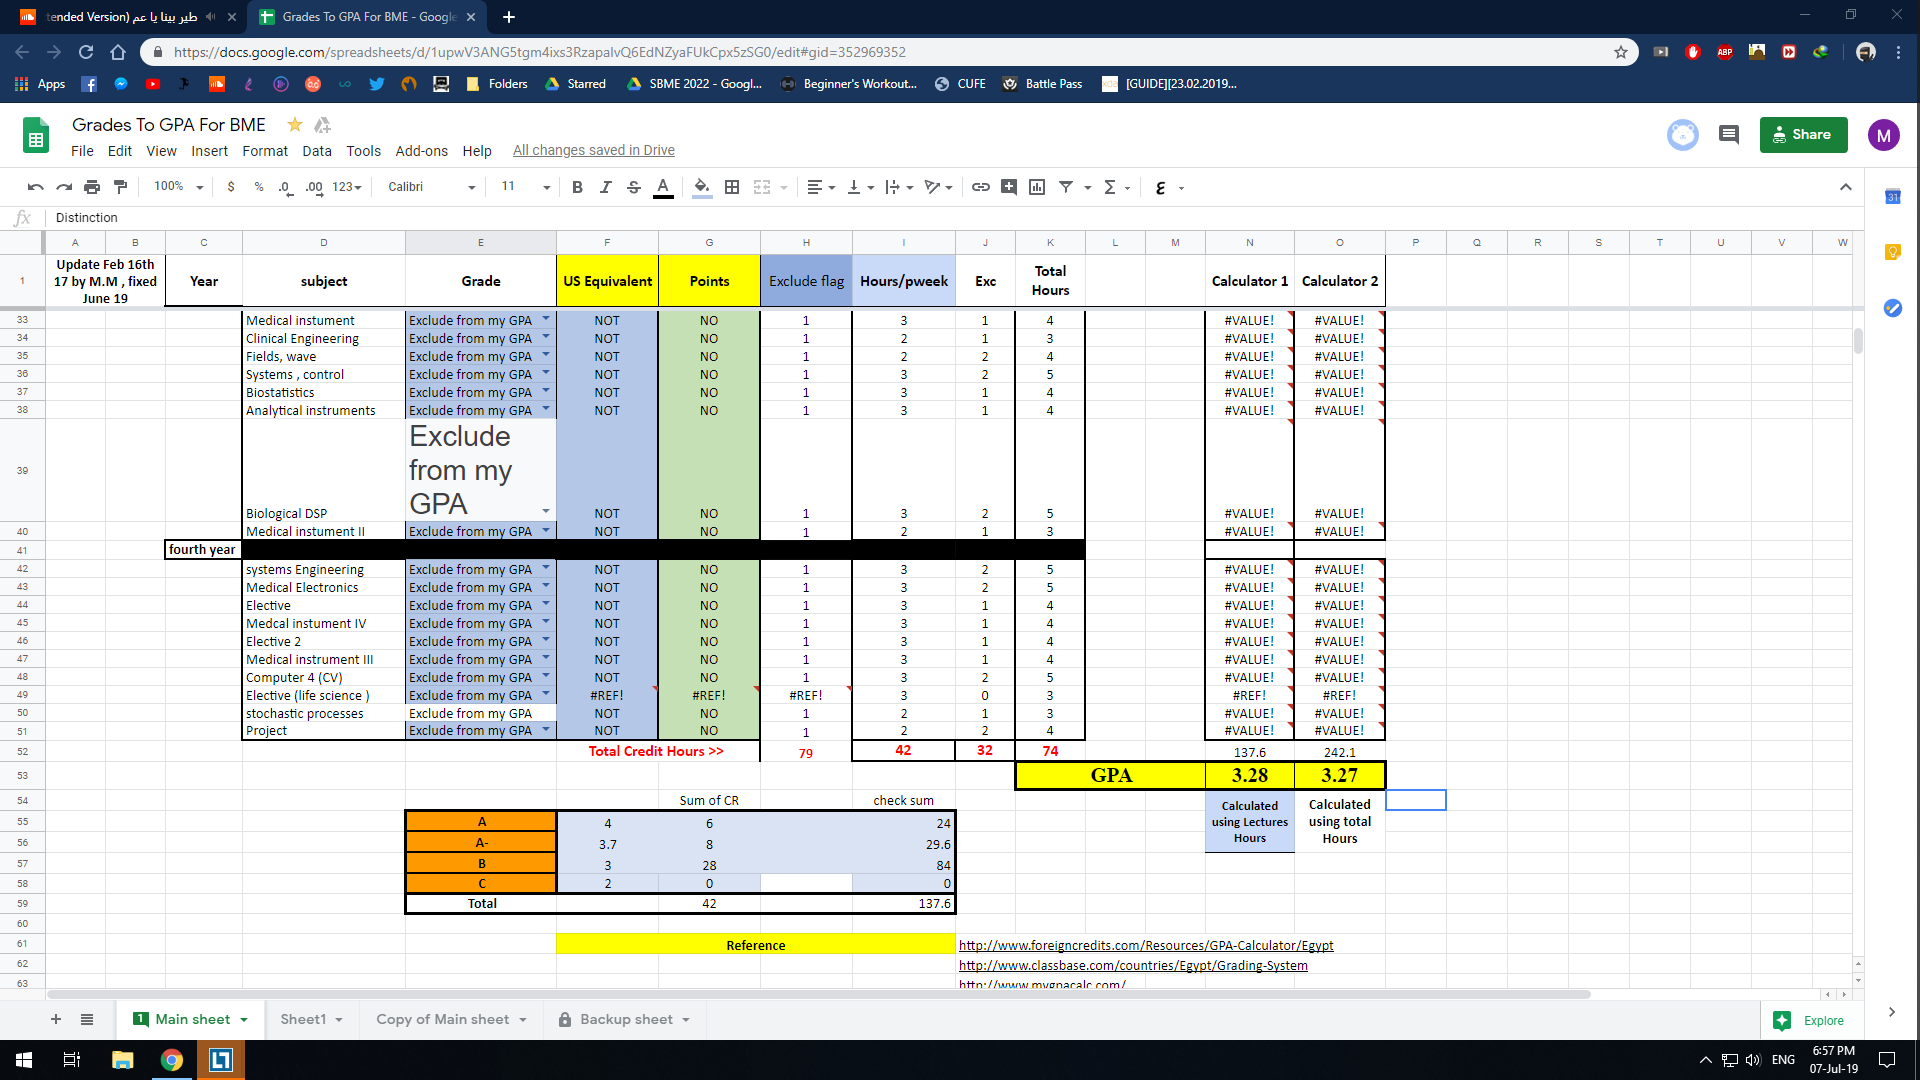 tended Version) طير بينا يا عم
Grades To GPA For BME - Google
https://docs.google.com/spreadsheets/d/1upwV3ANG5tgm4ixs3RzapalvQ6EdNZyaFUkCpx5zSG0/edit#gid=352969352
Apps Folders Starred SBME 2022 - Googl... Beginner's Workout... CUFE Battle Pass [GUIDE][23.02.2019...
Grades To GPA For BME
Share M
File Edit View Insert Format Data Tools Add-ons Help All changes saved in Drive
100% $ % .0 .00 123 Calibri 11 B I S A
fx Distinction
A B C D E F G H I J K L M N O P Q R S T U V W
1 Update Feb 16th 17 by M.M , fixed June 19 Year subject Grade US Equivalent Points Exclude flag Hours/pweek Exc Total Hours Calculator 1 Calculator 2
33 Medical instument Exclude from my GPA NOT NO 1 3 1 4 #VALUE! #VALUE!
34 Clinical Engineering Exclude from my GPA NOT NO 1 2 1 3 #VALUE! #VALUE!
35 Fields, wave Exclude from my GPA NOT NO 1 2 2 4 #VALUE! #VALUE!
36 Systems , control Exclude from my GPA NOT NO 1 3 2 5 #VALUE! #VALUE!
37 Biostatistics Exclude from my GPA NOT NO 1 3 1 4 #VALUE! #VALUE!
38 Analytical instruments Exclude from my GPA NOT NO 1 3 1 4 #VALUE! #VALUE!
39 Biological DSP Exclude from my GPA NOT NO 1 3 2 5 #VALUE! #VALUE!
40 Medical instument II Exclude from my GPA NOT NO 1 2 1 3 #VALUE! #VALUE!
41 fourth year
42 systems Engineering Exclude from my GPA NOT NO 1 3 2 5 #VALUE! #VALUE!
43 Medical Electronics Exclude from my GPA NOT NO 1 3 2 5 #VALUE! #VALUE!
44 Elective Exclude from my GPA NOT NO 1 3 1 4 #VALUE! #VALUE!
45 Medcal instument IV Exclude from my GPA NOT NO 1 3 1 4 #VALUE! #VALUE!
46 Elective 2 Exclude from my GPA NOT NO 1 3 1 4 #VALUE! #VALUE!
47 Medical instrument III Exclude from my GPA NOT NO 1 3 1 4 #VALUE! #VALUE!
48 Computer 4 (CV) Exclude from my GPA NOT NO 1 3 2 5 #VALUE! #VALUE!
49 Elective (life science ) Exclude from my GPA #REF! #REF! #REF! 3 0 3 #REF! #REF!
50 stochastic processes Exclude from my GPA NOT NO 1 2 1 3 #VALUE! #VALUE!
51 Project Exclude from my GPA NOT NO 1 2 2 4 #VALUE! #VALUE!
52 Total Credit Hours >> 79 42 32 74 137.6 242.1
53 GPA 3.28 3.27
54 Sum of CR check sum Calculated using Lectures Hours Calculated using total Hours
55 A 4 6 24
56 A- 3.7 8 29.6
57 B 3 28 84
58 C 2 0 0
59 Total 42 137.6
60
61 Reference http://www.foreigncredits.com/Resources/GPA-Calculator/Egypt
62 http://www.classbase.com/countries/Egypt/Grading-System
63 http://www.mygpacalc.com/
1 Main sheet Sheet1 Copy of Main sheet Backup sheet Explore
ENG 6:57 PM
07-Jul-19